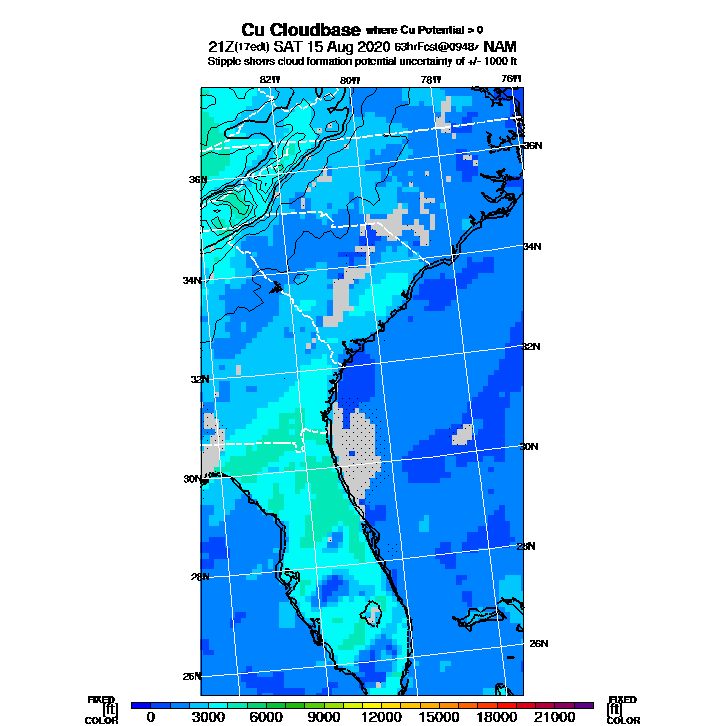 Cu Cloudbase where Cu Potential > 0
21Z(17edt) SAT 15 Aug 2020 63hrFcst@0948z NAM
Stipple shows cloud formation potential uncertainty of +/- 1000 ft
82W 80W 78W 76W
36N
36N
34N
34N
32N
32N
30N
30N
28N
28N
26N
26N
FIXED
[ft]
COLOR
0 3000 6000 9000 12000 15000 18000 21000
FIXED
[ft]
COLOR